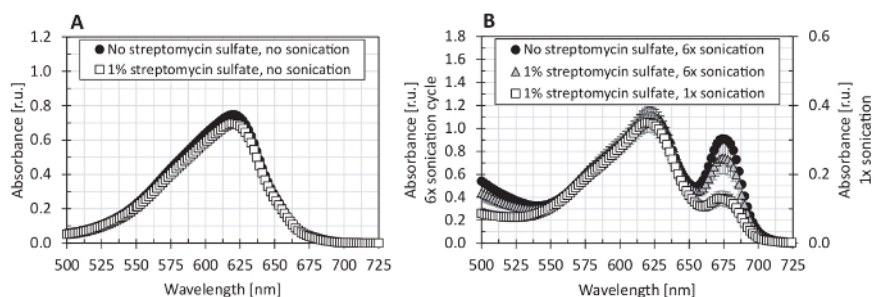 A
B
1.2
1.0
0.8
0.6
0.4
0.2
0.0
Absorbance [r.u.]
● No streptomycin sulfate, no sonication
□ 1% streptomycin sulfate, no sonication
500 525 550 575 600 625 650 675 700 725
Wavelength [nm]
1.8
1.6
1.4
1.2
1.0
0.8
0.6
0.4
0.2
0.0
Absorbance [r.u.]
6x sonication cycle
● No streptomycin sulfate, 6x sonication
▲ 1% streptomycin sulfate, 6x sonication
□ 1% streptomycin sulfate, 1x sonication
0.6
0.4
0.2
0.0
Absorbance [r.u.]
1x sonication
500 525 550 575 600 625 650 675 700 725
Wavelength [nm]